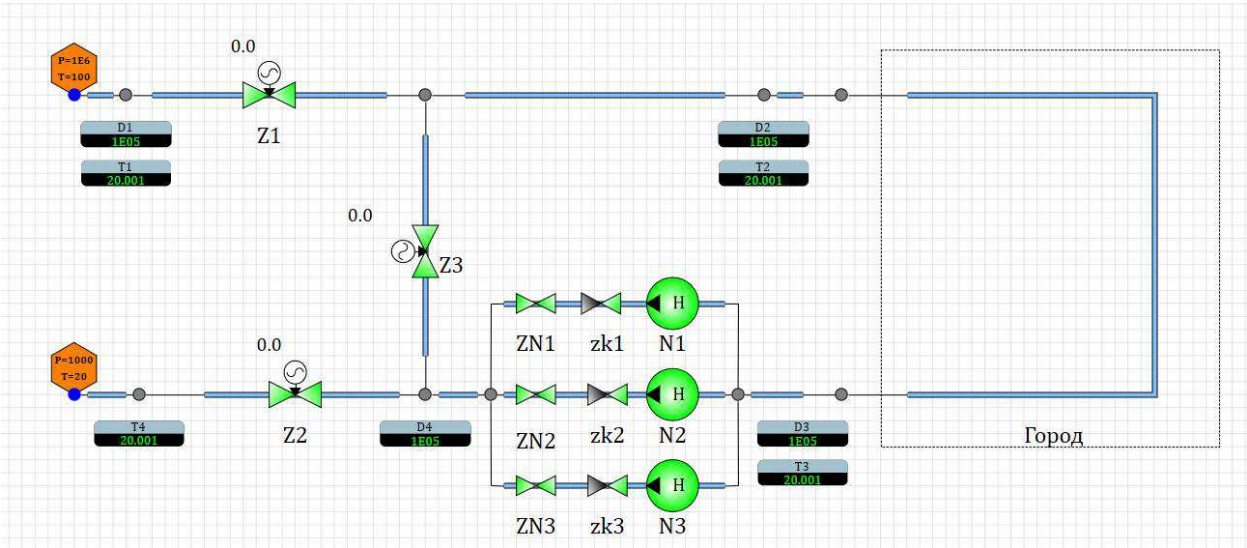 0.0
P=1E6
T=100
Z1
D1
1E05
T1
20.001
D2
1E05
T2
20.001
0.0
Z3
H
ZN1 zk1 N1
0.0
P=1000
T=20
H
Z2
T4
20.001
D4
1E05
ZN2 zk2 N2
D3
1E05
T3
20.001
Город
H
ZN3 zk3 N3